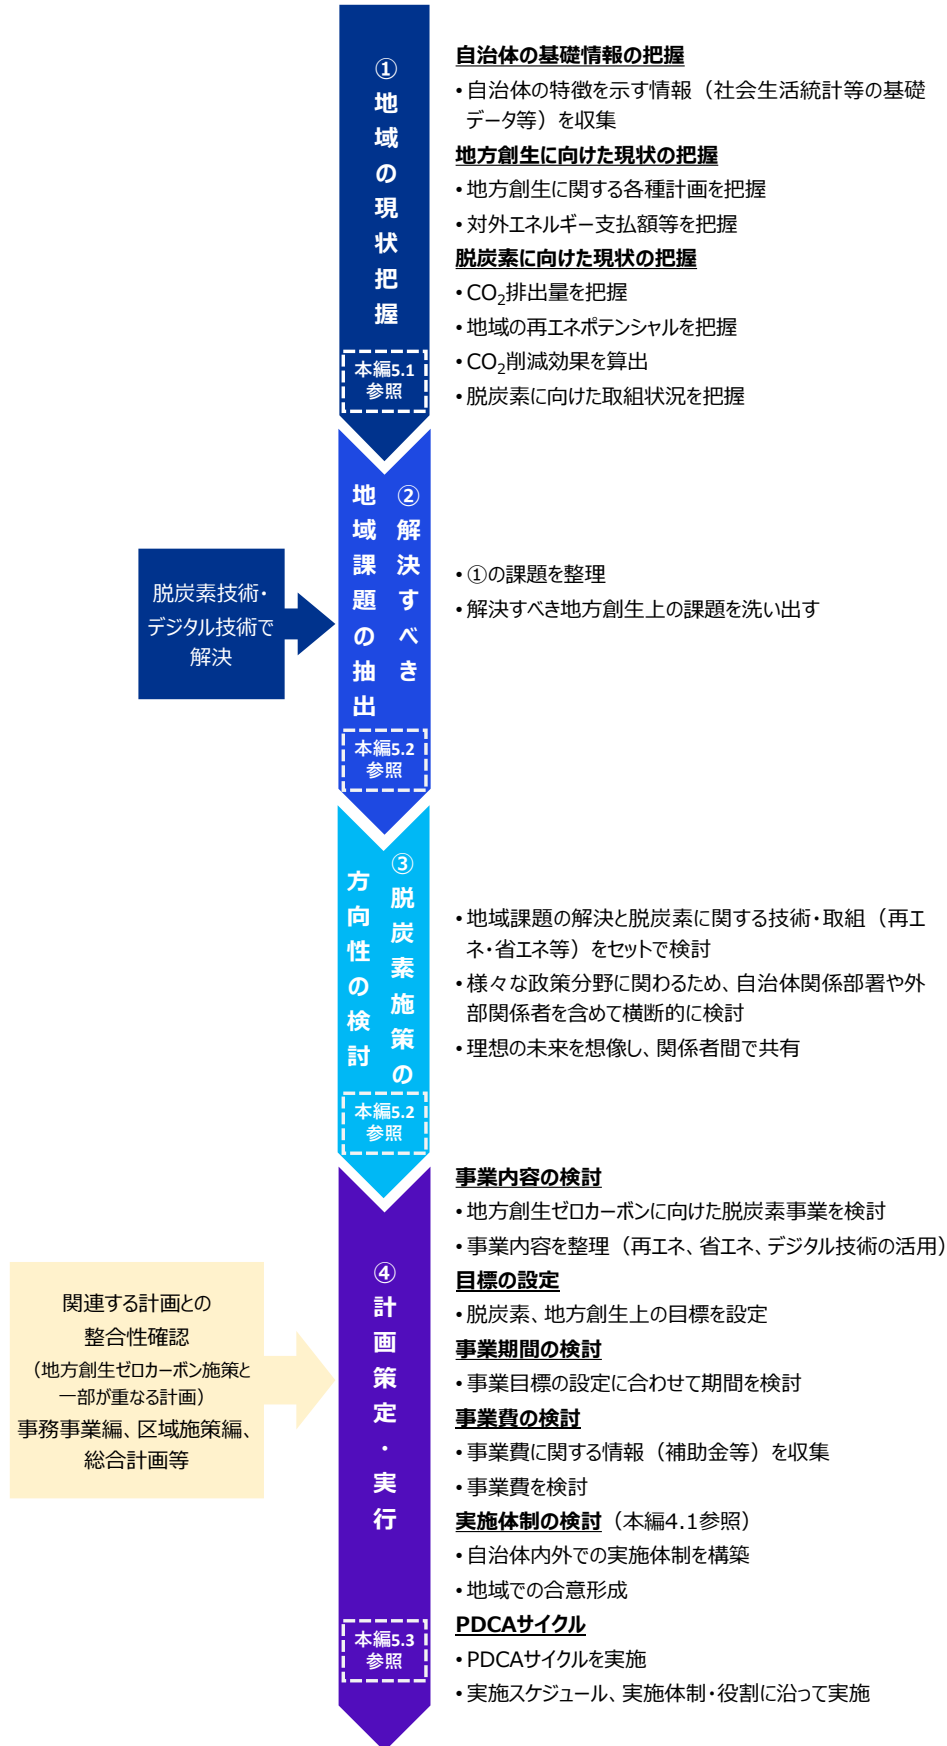 ①地域の現状把握
本編5.1
参照
自治体の基礎情報の把握
•自治体の特徴を示す情報（社会生活統計等の基礎
データ等）を収集
地方創生に向けた現状の把握
•地方創生に関する各種計画を把握
•対外エネルギー支払額等を把握
脱炭素に向けた現状の把握
•CO₂排出量を把握
•地域の再エネポテンシャルを把握
•CO₂削減効果を算出
•脱炭素に向けた取組状況を把握
脱炭素技術・
デジタル技術で
解決
②解決すべき
地域課題の抽出
本編5.2
参照
•①の課題を整理
•解決すべき地方創生上の課題を洗い出す
③脱炭素施策の
方向性の検討
本編5.2
参照
•地域課題の解決と脱炭素に関する技術・取組（再エ
ネ・省エネ等）をセットで検討
•様々な政策分野に関わるため、自治体関係部署や外
部関係者を含めて横断的に検討
•理想の未来を想像し、関係者間で共有
関連する計画との
整合性確認
（地方創生ゼロカーボン施策と
一部が重なる計画）
事務事業編、区域施策編、
総合計画等
④計画策定・実行
本編5.3
参照
事業内容の検討
•地方創生ゼロカーボンに向けた脱炭素事業を検討
•事業内容を整理（再エネ、省エネ、デジタル技術の活用）
目標の設定
•脱炭素、地方創生上の目標を設定
事業期間の検討
•事業目標の設定に合わせて期間を検討
事業費の検討
•事業費に関する情報（補助金等）を収集
•事業費を検討
実施体制の検討（本編4.1参照）
•自治体内外での実施体制を構築
•地域での合意形成
PDCAサイクル
•PDCAサイクルを実施
•実施スケジュール、実施体制・役割に沿って実施